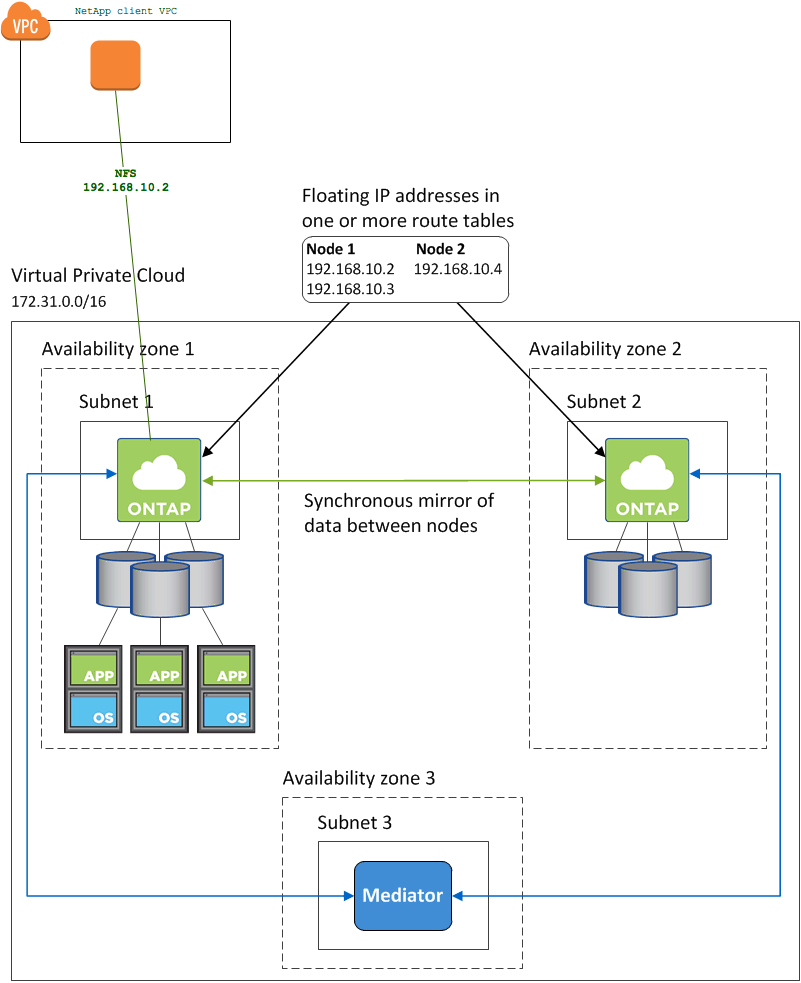 NetApp client VPC
VPC
NFS
192.168.10.2
Floating IP addresses in
one or more route tables
Node 1 Node 2
192.168.10.2 192.168.10.4
192.168.10.3
Virtual Private Cloud
172.31.0.0/16
Availability zone 1
Availability zone 2
Subnet 1
Subnet 2
ONTAP
ONTAP
Synchronous mirror of
data between nodes
APP APP APP
OS OS OS
Availability zone 3
Subnet 3
Mediator